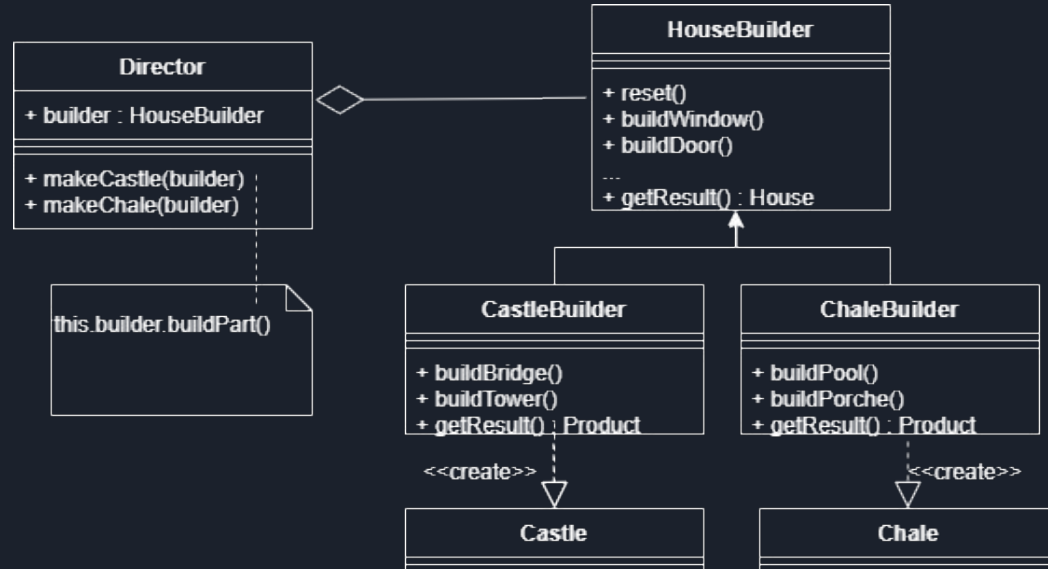 Director
+ builder : HouseBuilder
+ makeCastle(builder)
+ makeChale(builder)
this.builder.buildPart()
HouseBuilder
+ reset()
+ buildWindow()
+ buildDoor()
...
+ getResult() : House
CastleBuilder
+ buildBridge()
+ buildTower()
+ getResult() : Product
<<create>>
Castle
ChaleBuilder
+ buildPool()
+ buildPorche()
+ getResult() : Product
<<create>>
Chale